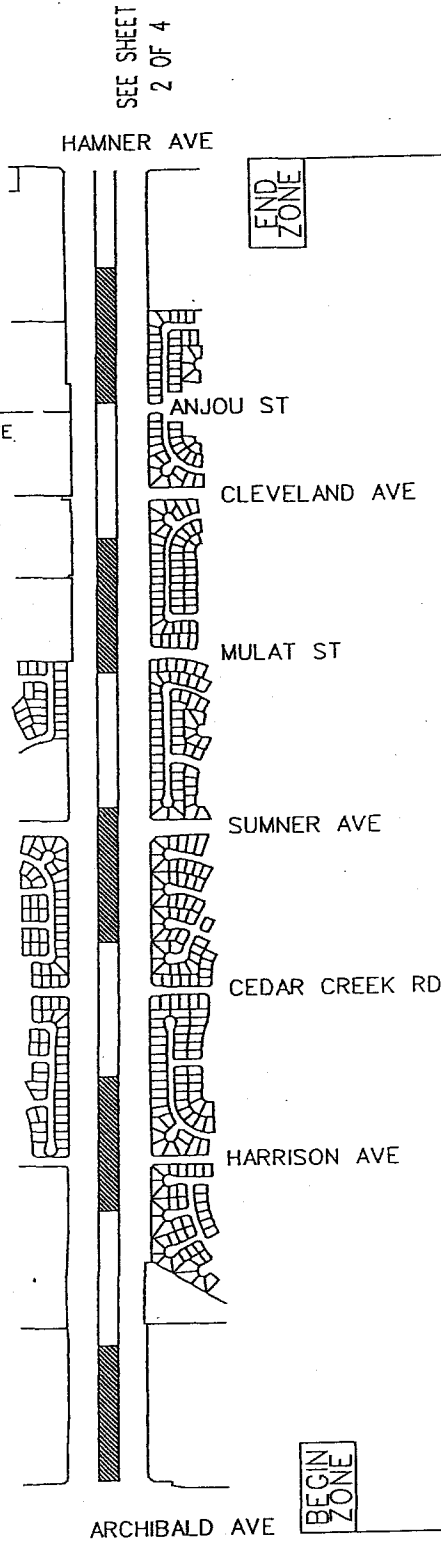 SEE SHEET
2 OF 4
HAMNER AVE
END
ZONE
ANJOU ST
E
CLEVELAND AVE
MULAT ST
SUMNER AVE
CEDAR CREEK RD
HARRISON AVE
BEGIN
ZONE
ARCHIBALD AVE